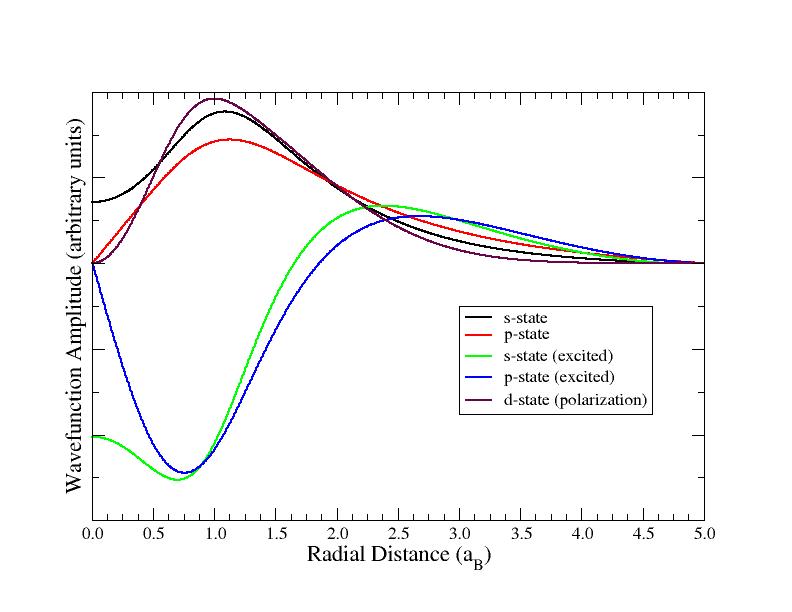 Wavefunction Amplitude (arbitrary units)
s-state
p-state
s-state (excited)
p-state (excited)
d-state (polarization)
0.0 0.5 1.0 1.5 2.0 2.5 3.0 3.5 4.0 4.5 5.0
Radial Distance (aB)